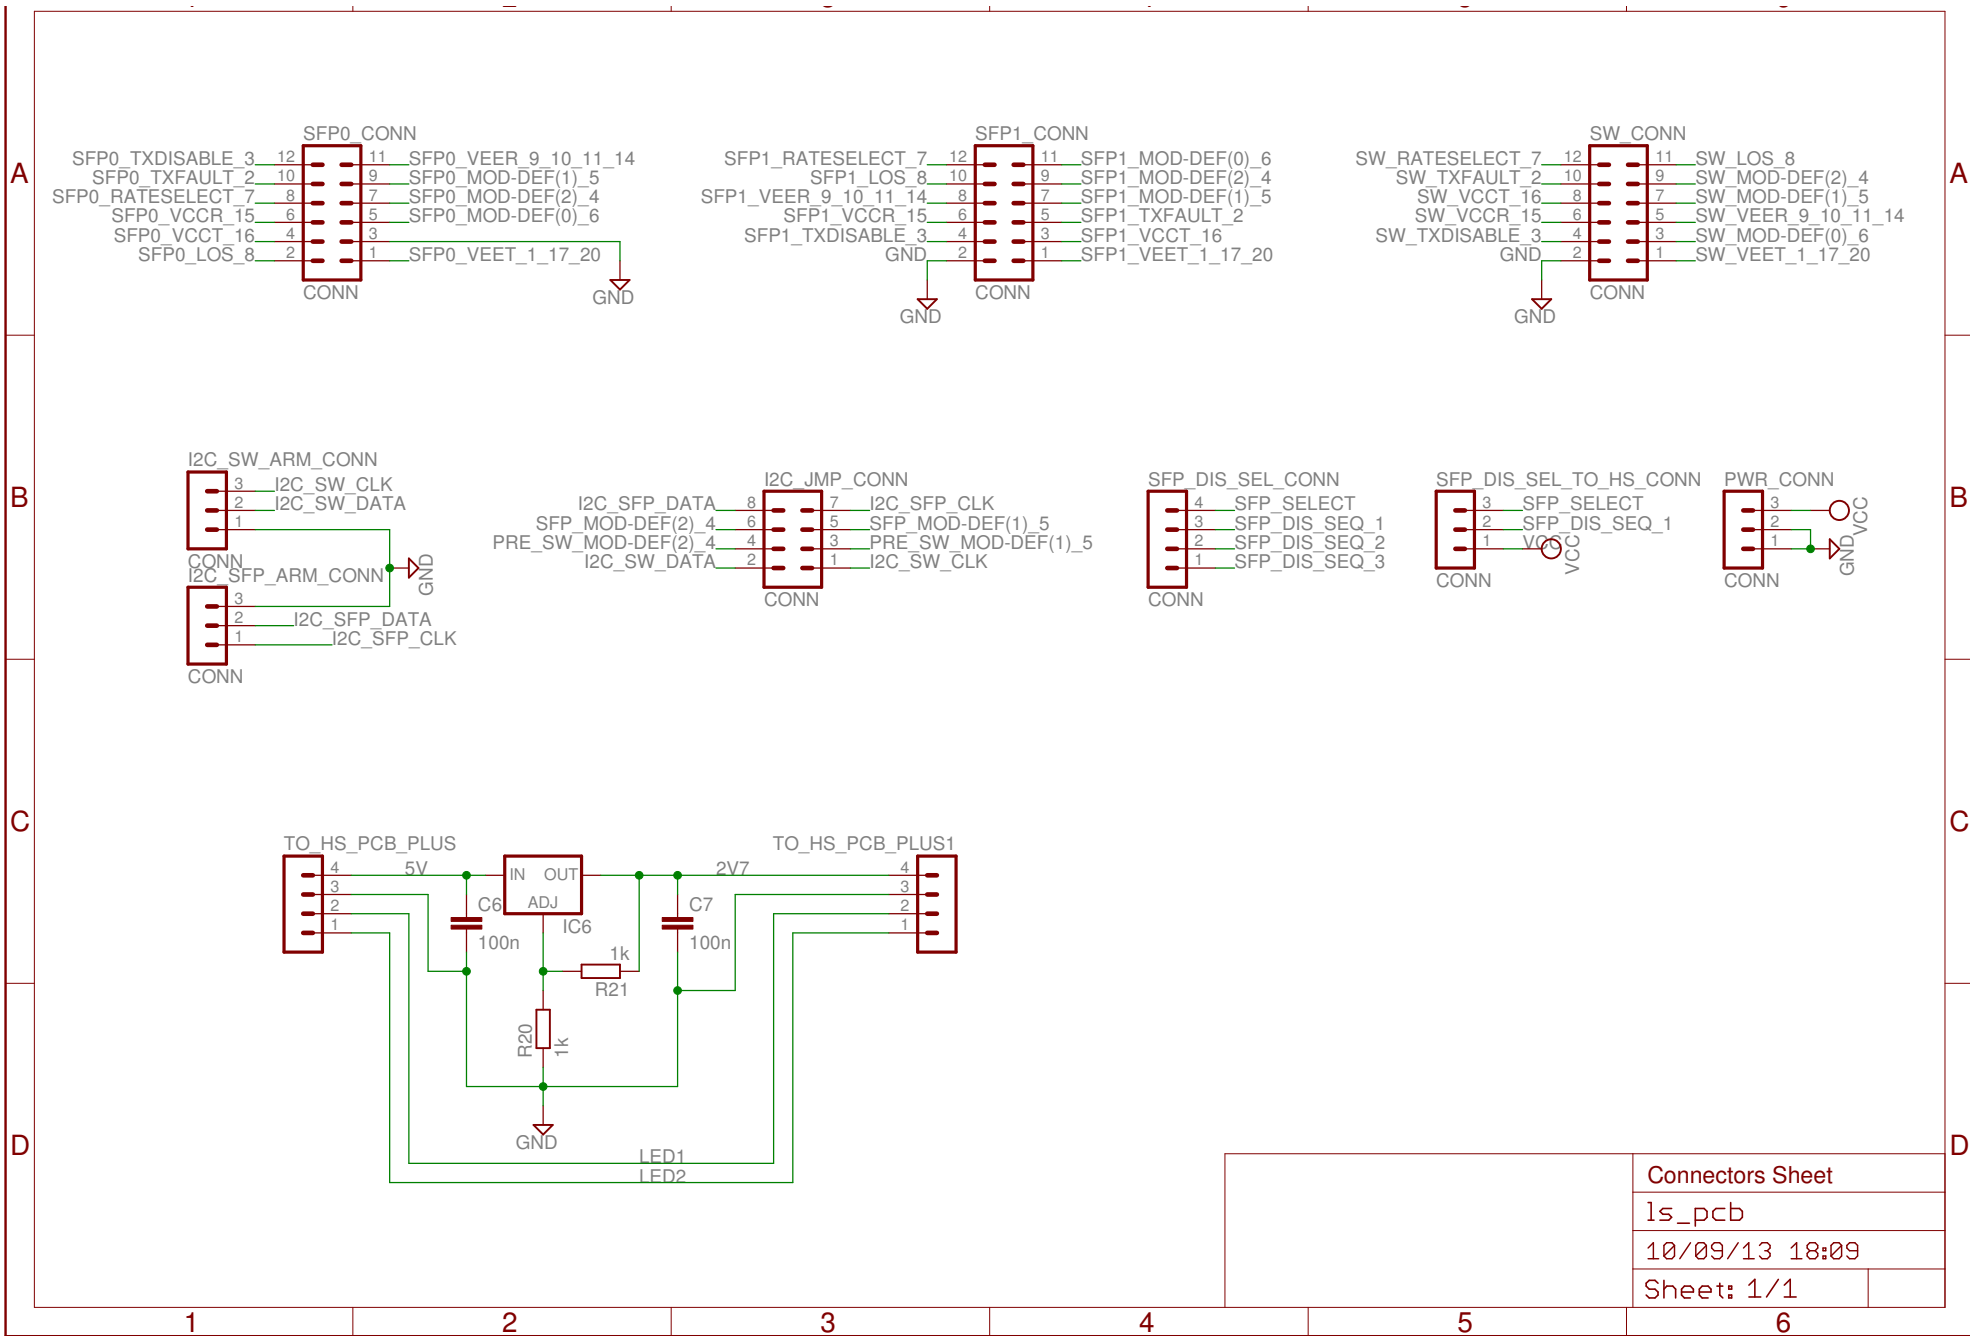 SFP0_CONN
SFP0_TXDISABLE_3 12 11 SFP0_VEER_9_10_11_14
SFP0_TXFAULT_2 10 9 SFP0_MOD-DEF(1)_5
SFP0_RATESELECT_7 8 7 SFP0_MOD-DEF(2)_4
SFP0_VCCR_15 6 5 SFP0_MOD-DEF(0)_6
SFP0_VCCT_16 4 3
SFP0_LOS_8 2 1 SFP0_VEET_1_17_20
CONN
GND
SFP1_CONN
SFP1_RATESELECT_7 12 11 SFP1_MOD-DEF(0)_6
SFP1_LOS_8 10 9 SFP1_MOD-DEF(2)_4
SFP1_VEER_9_10_11_14 8 7 SFP1_MOD-DEF(1)_5
SFP1_VCCR_15 6 5 SFP1_TXFAULT_2
SFP1_TXDISABLE_3 4 3 SFP1_VCCT_16
GND 2 1 SFP1_VEET_1_17_20
CONN
GND
SW_CONN
SW_RATESELECT_7 12 11 SW_LOS_8
SW_TXFAULT_2 10 9 SW_MOD-DEF(2)_4
SW_VCCT_16 8 7 SW_MOD-DEF(1)_5
SW_VCCR_15 6 5 SW_VEER_9_10_11_14
SW_TXDISABLE_3 4 3 SW_MOD-DEF(0)_6
GND 2 1 SW_VEET_1_17_20
CONN
GND
A A
I2C_SW_ARM_CONN
3 I2C_SW_CLK
2 I2C_SW_DATA
1
CONN
GND
I2C_SFP_ARM_CONN
3
2 I2C_SFP_DATA
1 I2C_SFP_CLK
CONN
I2C_JMP_CONN
I2C_SFP_DATA 8 7 I2C_SFP_CLK
SFP_MOD-DEF(2)_4 6 5 SFP_MOD-DEF(1)_5
PRE_SW_MOD-DEF(2)_4 4 3 PRE_SW_MOD-DEF(1)_5
I2C_SW_DATA 2 1 I2C_SW_CLK
CONN
SFP_DIS_SEL_CONN
4 SFP_SELECT
3 SFP_DIS_SEQ_1
2 SFP_DIS_SEQ_2
1 SFP_DIS_SEQ_3
CONN
SFP_DIS_SEL_TO_HS_CONN
3 SFP_SELECT
2 SFP_DIS_SEQ_1
1 VCC
VCC
CONN
PWR_CONN
3 VCC
2
1 GND
CONN
B B
C C
TO_HS_PCB_PLUS
4 5V
3
2
1
IN OUT
ADJ
IC6
C6
100n
C7
100n
2V7
1k
R21
R20
1k
GND
TO_HS_PCB_PLUS1
4
3
2
1
LED1
LED2
D D
Connectors Sheet
ls_pcb
10/09/13 18:09
Sheet: 1/1
1 2 3 4 5 6